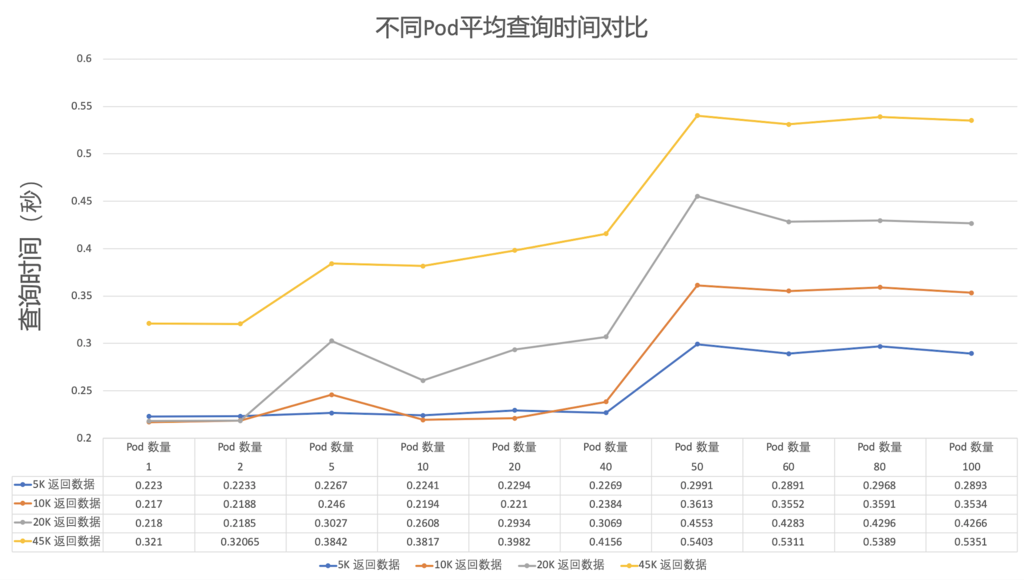 不同Pod平均查询时间对比
查询时间（秒）
0.6
0.55
0.5
0.45
0.4
0.35
0.3
0.25
0.2
Pod 数量 Pod 数量 Pod 数量 Pod 数量 Pod 数量 Pod 数量 Pod 数量 Pod 数量 Pod 数量 Pod 数量
1 2 5 10 20 40 50 60 80 100
5K 返回数据 0.223 0.2233 0.2267 0.2241 0.2294 0.2269 0.2991 0.2891 0.2968 0.2893
10K 返回数据 0.217 0.2188 0.246 0.2194 0.221 0.2384 0.3613 0.3552 0.3591 0.3534
20K 返回数据 0.218 0.2185 0.3027 0.2608 0.2934 0.3069 0.4553 0.4283 0.4296 0.4266
45K 返回数据 0.321 0.32065 0.3842 0.3817 0.3982 0.4156 0.5403 0.5311 0.5389 0.5351
5K 返回数据 10K 返回数据 20K 返回数据 45K 返回数据